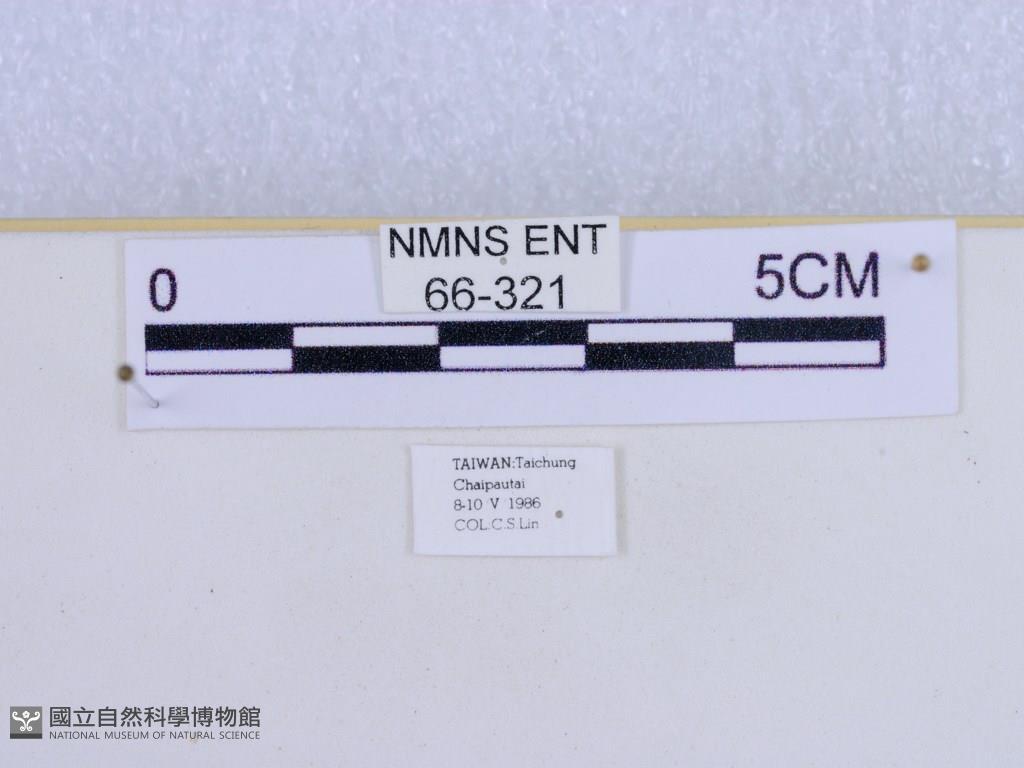 NMNS ENT
66-321
0 5CM
TAIWAN:Taichung
Chaipautai
8-10 V 1986
COL.C.S.Lin
國立自然科學博物館
NATIONAL MUSEUM OF NATURAL SCIENCE